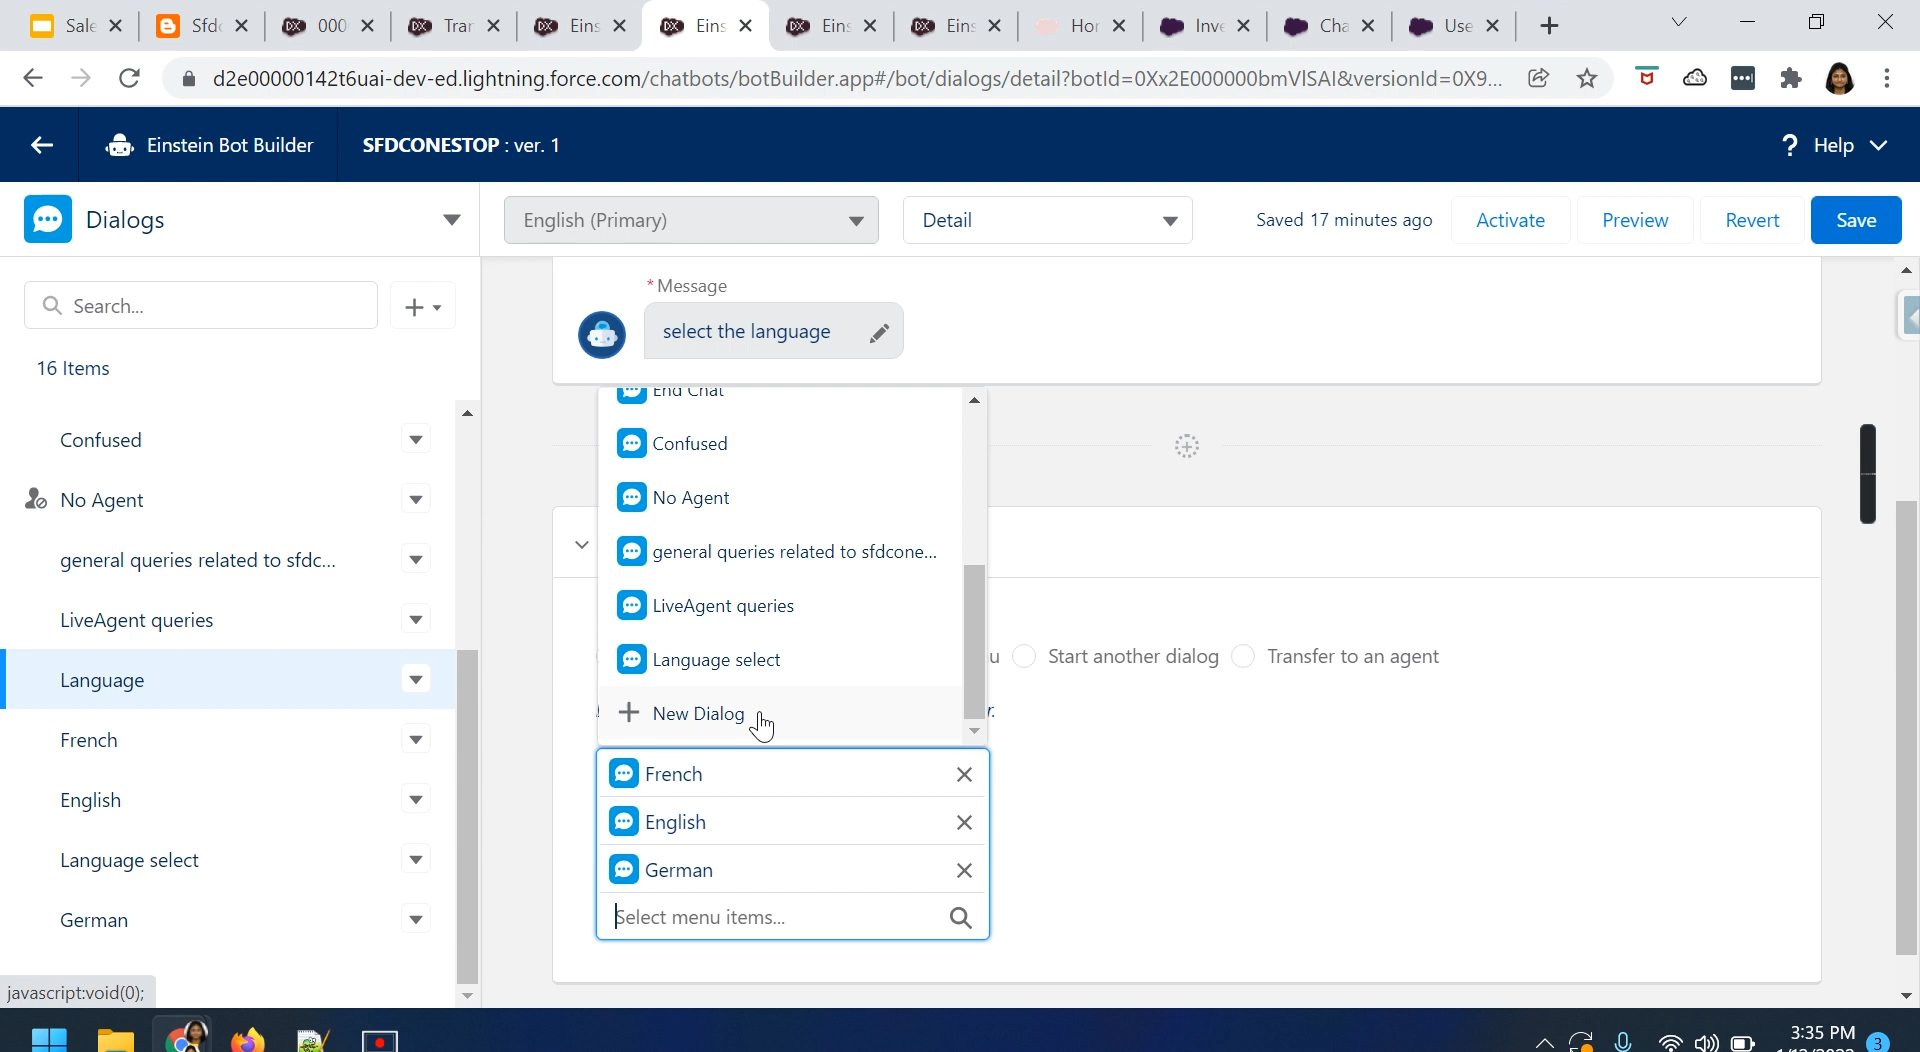 Sale
Sfdc
000
Trar
Eins
Eins
Eins
Eins
Hor
Inve
Cha
Use
d2e00000142t6uai-dev-ed.lightning.force.com/chatbots/botBuilder.app#/bot/dialogs/detail?botId=0Xx2E000000bmVlSAI&versionId=0X9...
Einstein Bot Builder
SFDCONESTOP : ver. 1
? Help
Dialogs
English (Primary)
Detail
Saved 17 minutes ago
Activate
Preview
Revert
Save
Search...
16 Items
Confused
No Agent
general queries related to sfdc...
LiveAgent queries
Language
French
English
Language select
German
javascript:void(0);
* Message
select the language
End Chat
Confused
No Agent
general queries related to sfdcone...
LiveAgent queries
Language select
New Dialog
u
Start another dialog
Transfer to an agent
r.
French
English
German
Select menu items...
3:35 PM
3